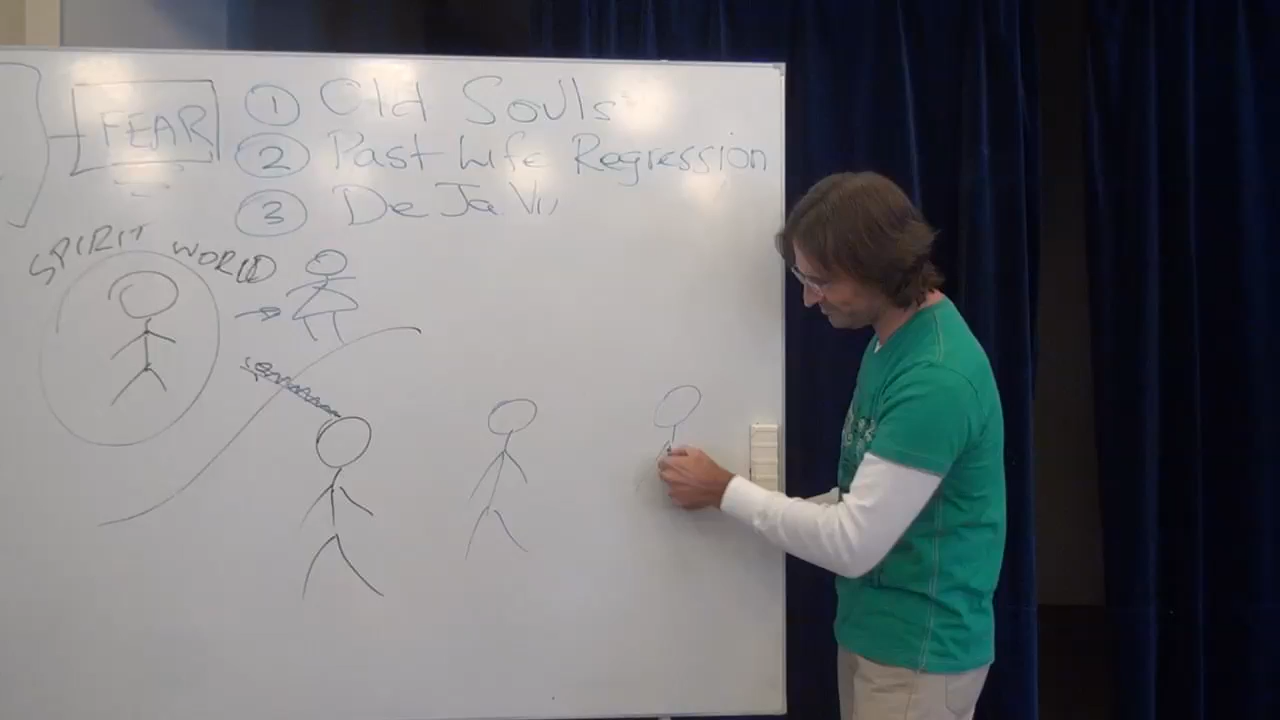 FEAR
① Old Souls
② Past Life Regression
③ De Ja Vu
SPIRIT WORLD